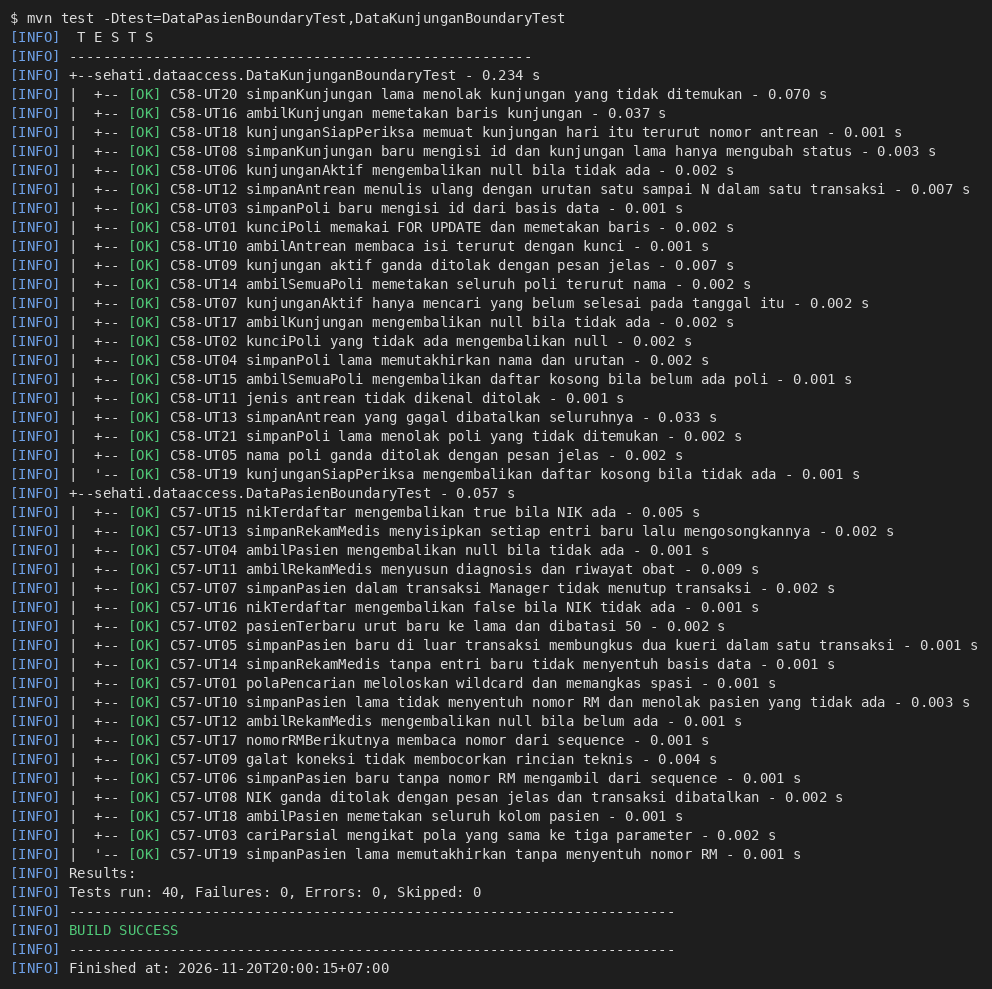 $ mvn test -Dtest=DataPasienBoundaryTest,DataKunjunganBoundaryTest
[INFO]  T E S T S
[INFO] -------------------------------------------------------
[INFO] +--sehati.dataaccess.DataKunjunganBoundaryTest - 0.234 s
[INFO] |  +-- [OK] C58-UT20 simpanKunjungan lama menolak kunjungan yang tidak ditemukan - 0.070 s
[INFO] |  +-- [OK] C58-UT16 ambilKunjungan memetakan baris kunjungan - 0.037 s
[INFO] |  +-- [OK] C58-UT18 kunjunganSiapPeriksa memuat kunjungan hari itu terurut nomor antrean - 0.001 s
[INFO] |  +-- [OK] C58-UT08 simpanKunjungan baru mengisi id dan kunjungan lama hanya mengubah status - 0.003 s
[INFO] |  +-- [OK] C58-UT06 kunjunganAktif mengembalikan null bila tidak ada - 0.002 s
[INFO] |  +-- [OK] C58-UT12 simpanAntrean menulis ulang dengan urutan satu sampai N dalam satu transaksi - 0.007 s
[INFO] |  +-- [OK] C58-UT03 simpanPoli baru mengisi id dari basis data - 0.001 s
[INFO] |  +-- [OK] C58-UT01 kunciPoli memakai FOR UPDATE dan memetakan baris - 0.002 s
[INFO] |  +-- [OK] C58-UT10 ambilAntrean membaca isi terurut dengan kunci - 0.001 s
[INFO] |  +-- [OK] C58-UT09 kunjungan aktif ganda ditolak dengan pesan jelas - 0.007 s
[INFO] |  +-- [OK] C58-UT14 ambilSemuaPoli memetakan seluruh poli terurut nama - 0.002 s
[INFO] |  +-- [OK] C58-UT07 kunjunganAktif hanya mencari yang belum selesai pada tanggal itu - 0.002 s
[INFO] |  +-- [OK] C58-UT17 ambilKunjungan mengembalikan null bila tidak ada - 0.002 s
[INFO] |  +-- [OK] C58-UT02 kunciPoli yang tidak ada mengembalikan null - 0.002 s
[INFO] |  +-- [OK] C58-UT04 simpanPoli lama memutakhirkan nama dan urutan - 0.002 s
[INFO] |  +-- [OK] C58-UT15 ambilSemuaPoli mengembalikan daftar kosong bila belum ada poli - 0.001 s
[INFO] |  +-- [OK] C58-UT11 jenis antrean tidak dikenal ditolak - 0.001 s
[INFO] |  +-- [OK] C58-UT13 simpanAntrean yang gagal dibatalkan seluruhnya - 0.033 s
[INFO] |  +-- [OK] C58-UT21 simpanPoli lama menolak poli yang tidak ditemukan - 0.002 s
[INFO] |  +-- [OK] C58-UT05 nama poli ganda ditolak dengan pesan jelas - 0.002 s
[INFO] |  '-- [OK] C58-UT19 kunjunganSiapPeriksa mengembalikan daftar kosong bila tidak ada - 0.001 s
[INFO] +--sehati.dataaccess.DataPasienBoundaryTest - 0.057 s
[INFO] |  +-- [OK] C57-UT15 nikTerdaftar mengembalikan true bila NIK ada - 0.005 s
[INFO] |  +-- [OK] C57-UT13 simpanRekamMedis menyisipkan setiap entri baru lalu mengosongkannya - 0.002 s
[INFO] |  +-- [OK] C57-UT04 ambilPasien mengembalikan null bila tidak ada - 0.001 s
[INFO] |  +-- [OK] C57-UT11 ambilRekamMedis menyusun diagnosis dan riwayat obat - 0.009 s
[INFO] |  +-- [OK] C57-UT07 simpanPasien dalam transaksi Manager tidak menutup transaksi - 0.002 s
[INFO] |  +-- [OK] C57-UT16 nikTerdaftar mengembalikan false bila NIK tidak ada - 0.001 s
[INFO] |  +-- [OK] C57-UT02 pasienTerbaru urut baru ke lama dan dibatasi 50 - 0.002 s
[INFO] |  +-- [OK] C57-UT05 simpanPasien baru di luar transaksi membungkus dua kueri dalam satu transaksi - 0.001 s
[INFO] |  +-- [OK] C57-UT14 simpanRekamMedis tanpa entri baru tidak menyentuh basis data - 0.001 s
[INFO] |  +-- [OK] C57-UT01 polaPencarian meloloskan wildcard dan memangkas spasi - 0.001 s
[INFO] |  +-- [OK] C57-UT10 simpanPasien lama tidak menyentuh nomor RM dan menolak pasien yang tidak ada - 0.003 s
[INFO] |  +-- [OK] C57-UT12 ambilRekamMedis mengembalikan null bila belum ada - 0.001 s
[INFO] |  +-- [OK] C57-UT17 nomorRMBerikutnya membaca nomor dari sequence - 0.001 s
[INFO] |  +-- [OK] C57-UT09 galat koneksi tidak membocorkan rincian teknis - 0.004 s
[INFO] |  +-- [OK] C57-UT06 simpanPasien baru tanpa nomor RM mengambil dari sequence - 0.001 s
[INFO] |  +-- [OK] C57-UT08 NIK ganda ditolak dengan pesan jelas dan transaksi dibatalkan - 0.002 s
[INFO] |  +-- [OK] C57-UT18 ambilPasien memetakan seluruh kolom pasien - 0.001 s
[INFO] |  +-- [OK] C57-UT03 cariParsial mengikat pola yang sama ke tiga parameter - 0.002 s
[INFO] |  '-- [OK] C57-UT19 simpanPasien lama memutakhirkan tanpa menyentuh nomor RM - 0.001 s
[INFO] Results:
[INFO] Tests run: 40, Failures: 0, Errors: 0, Skipped: 0
[INFO] ------------------------------------------------------------------------
[INFO] BUILD SUCCESS
[INFO] ------------------------------------------------------------------------
[INFO] Finished at: 2026-11-20T20:00:15+07:00